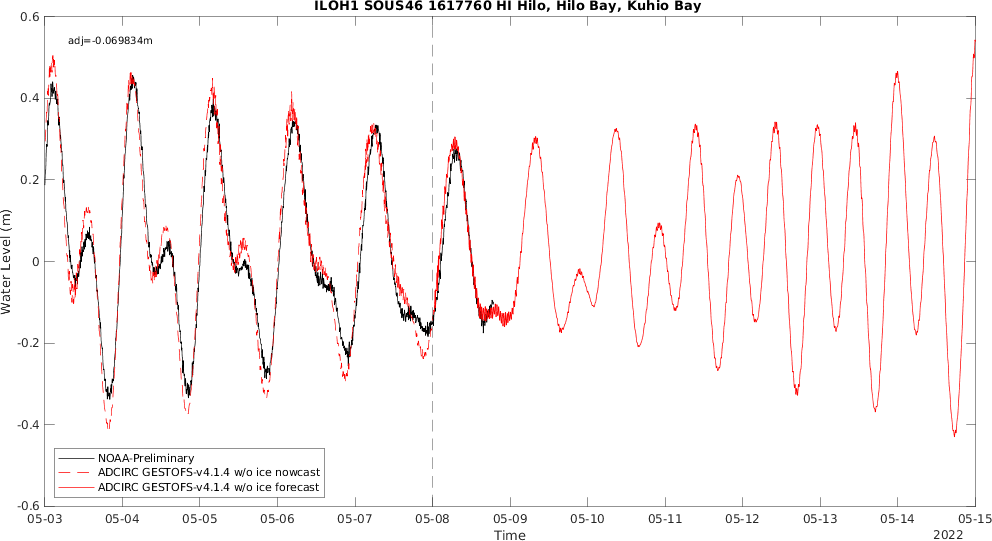 ILOH1 SOUS46 1617760 HI Hilo, Hilo Bay, Kuhio Bay
adj=-0.069834m
0.6
0.4
0.2
0
-0.2
-0.4
-0.6
Water Level (m)
NOAA-Preliminary
ADCIRC GESTOFS-v4.1.4 w/o ice nowcast
ADCIRC GESTOFS-v4.1.4 w/o ice forecast
05-03 05-04 05-05 05-06 05-07 05-08 05-09 05-10 05-11 05-12 05-13 05-14 05-15
Time
2022